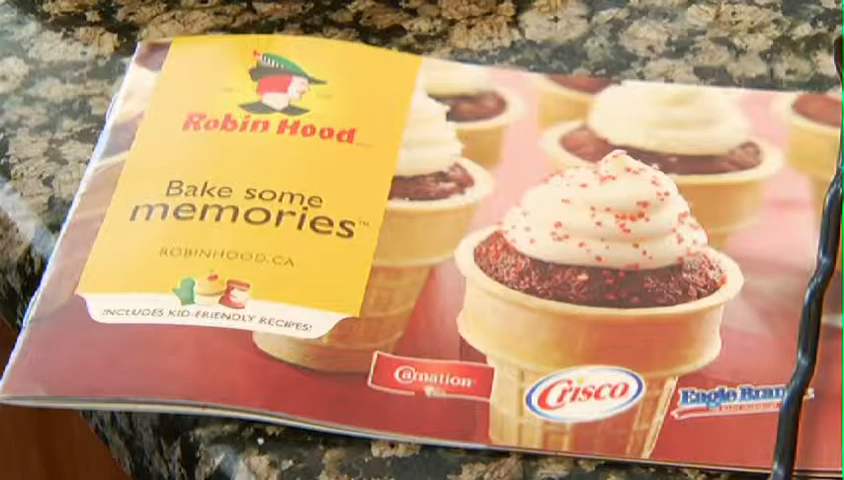 Robin Hood
Bake some
memories™
ROBINHOOD.CA
INCLUDES KID-FRIENDLY RECIPES!
Carnation
Crisco
Eagle Brand